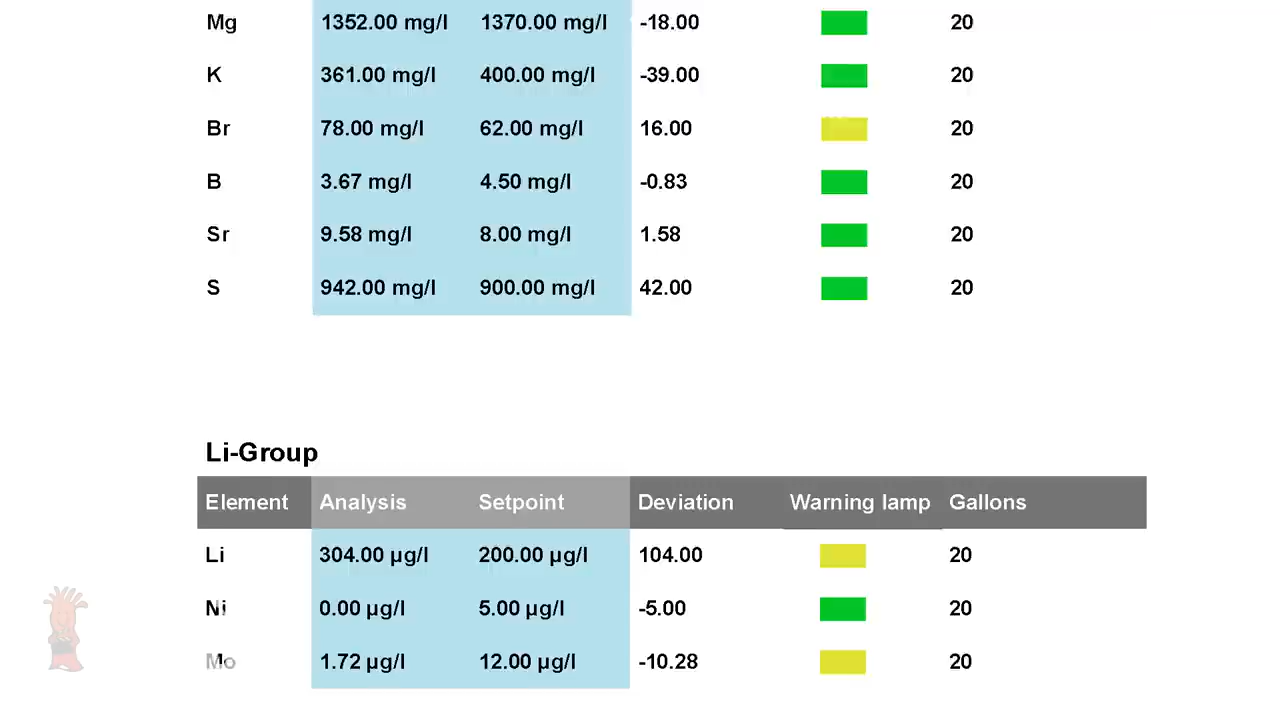 Mg 1352.00 mg/l 1370.00 mg/l -18.00 20
K 361.00 mg/l 400.00 mg/l -39.00 20
Br 78.00 mg/l 62.00 mg/l 16.00 20
B 3.67 mg/l 4.50 mg/l -0.83 20
Sr 9.58 mg/l 8.00 mg/l 1.58 20
S 942.00 mg/l 900.00 mg/l 42.00 20
Li-Group
Element Analysis Setpoint Deviation Warning lamp Gallons
Li 304.00 µg/l 200.00 µg/l 104.00 20
Ni 0.00 µg/l 5.00 µg/l -5.00 20
Mo 1.72 µg/l 12.00 µg/l -10.28 20